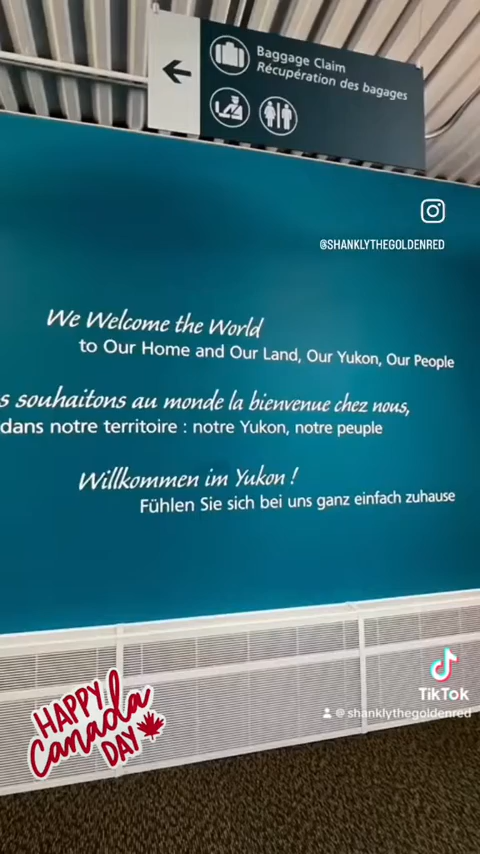 Baggage Claim
Récupération des bagages
@SHANKLYTHEGOLDENRED
We Welcome the World
to Our Home and Our Land, Our Yukon, Our People
s souhaitons au monde la bienvenue chez nous,
dans notre territoire : notre Yukon, notre peuple
Willkommen im Yukon !
Fühlen Sie sich bei uns ganz einfach zuhause
TikTok
@shanklythegoldenred
HAPPY
Canada
DAY